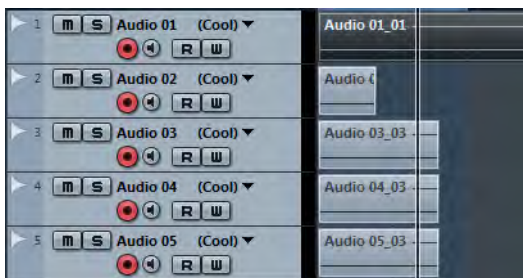 1 m S Audio 01 (Cool) Audio 01_01
R W
2 m S Audio 02 (Cool) Audio
R W
3 m S Audio 03 (Cool) Audio 03_03
R W
4 m S Audio 04 (Cool) Audio 04_03
R W
5 m S Audio 05 (Cool) Audio 05_03
R W